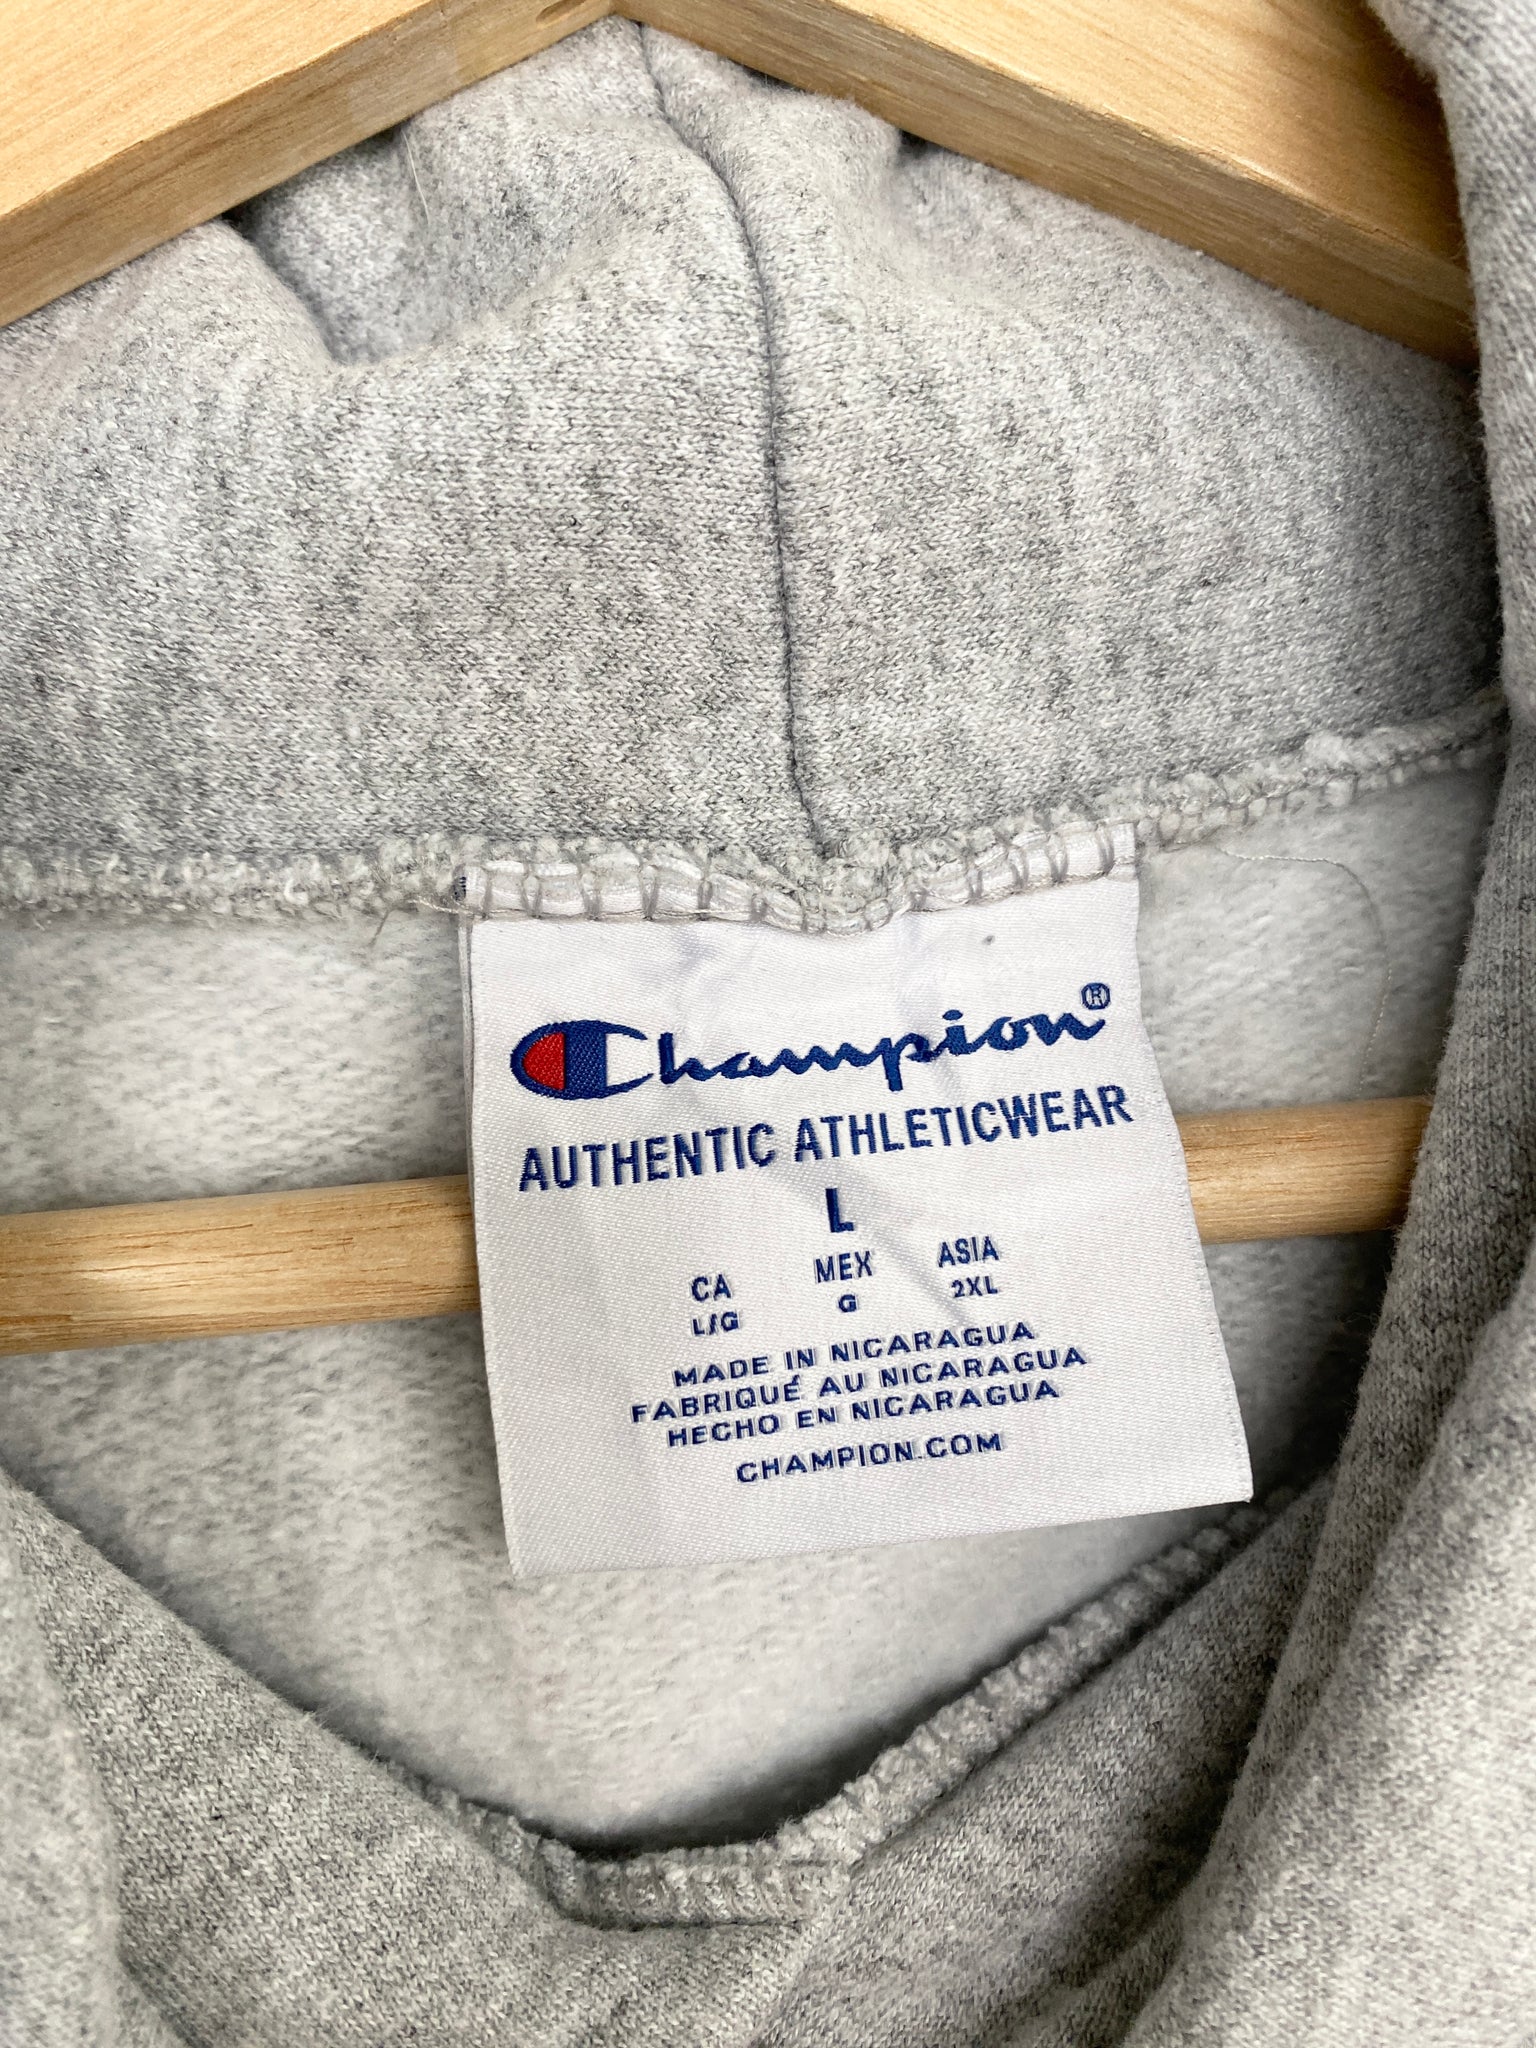 Champion®
AUTHENTIC ATHLETICWEAR
L
CA MEX ASIA
L/G G 2XL
MADE IN NICARAGUA
FABRIQUÉ AU NICARAGUA
HECHO EN NICARAGUA
CHAMPION.COM